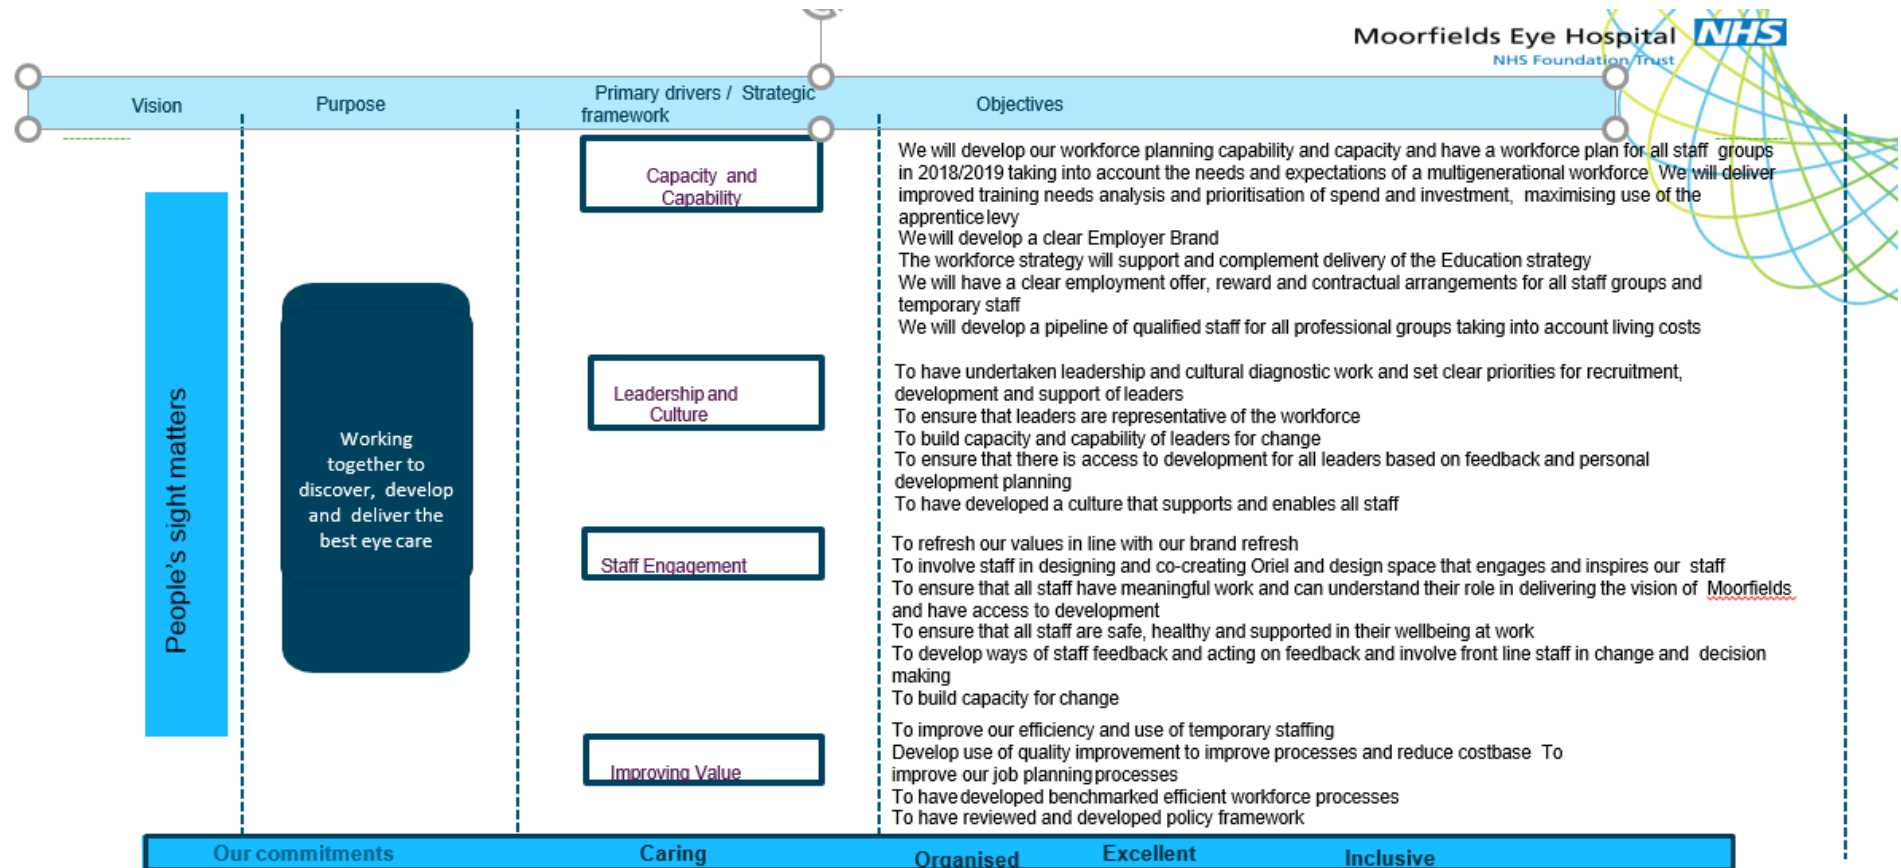 Moorfields Eye Hospital NHS
NHS Foundation Trust
Vision
Purpose
Primary drivers / Strategic
framework
Objectives
People's sight matters
Working
together to
discover, develop
and deliver the
best eye care
Capacity and
Capability
We will develop our workforce planning capability and capacity and have a workforce plan for all staff groups
in 2018/2019 taking into account the needs and expectations of a multigenerational workforce We will deliver
improved training needs analysis and prioritisation of spend and investment, maximising use of the
apprentice levy
We will develop a clear Employer Brand
The workforce strategy will support and complement delivery of the Education strategy
We will have a clear employment offer, reward and contractual arrangements for all staff groups and
temporary staff
We will develop a pipeline of qualified staff for all professional groups taking into account living costs
Leadership and
Culture
To have undertaken leadership and cultural diagnostic work and set clear priorities for recruitment,
development and support of leaders
To ensure that leaders are representative of the workforce
To build capacity and capability of leaders for change
To ensure that there is access to development for all leaders based on feedback and personal
development planning
To have developed a culture that supports and enables all staff
Staff Engagement
To refresh our values in line with our brand refresh
To involve staff in designing and co-creating Oriel and design space that engages and inspires our staff
To ensure that all staff have meaningful work and can understand their role in delivering the vision of Moorfields
and have access to development
To ensure that all staff are safe, healthy and supported in their wellbeing at work
To develop ways of staff feedback and acting on feedback and involve front line staff in change and decision
making
To build capacity for change
Improving Value
To improve our efficiency and use of temporary staffing
Develop use of quality improvement to improve processes and reduce costbase To
improve our job planning processes
To have developed benchmarked efficient workforce processes
To have reviewed and developed policy framework
Our commitments
Caring
Organised
Excellent
Inclusive